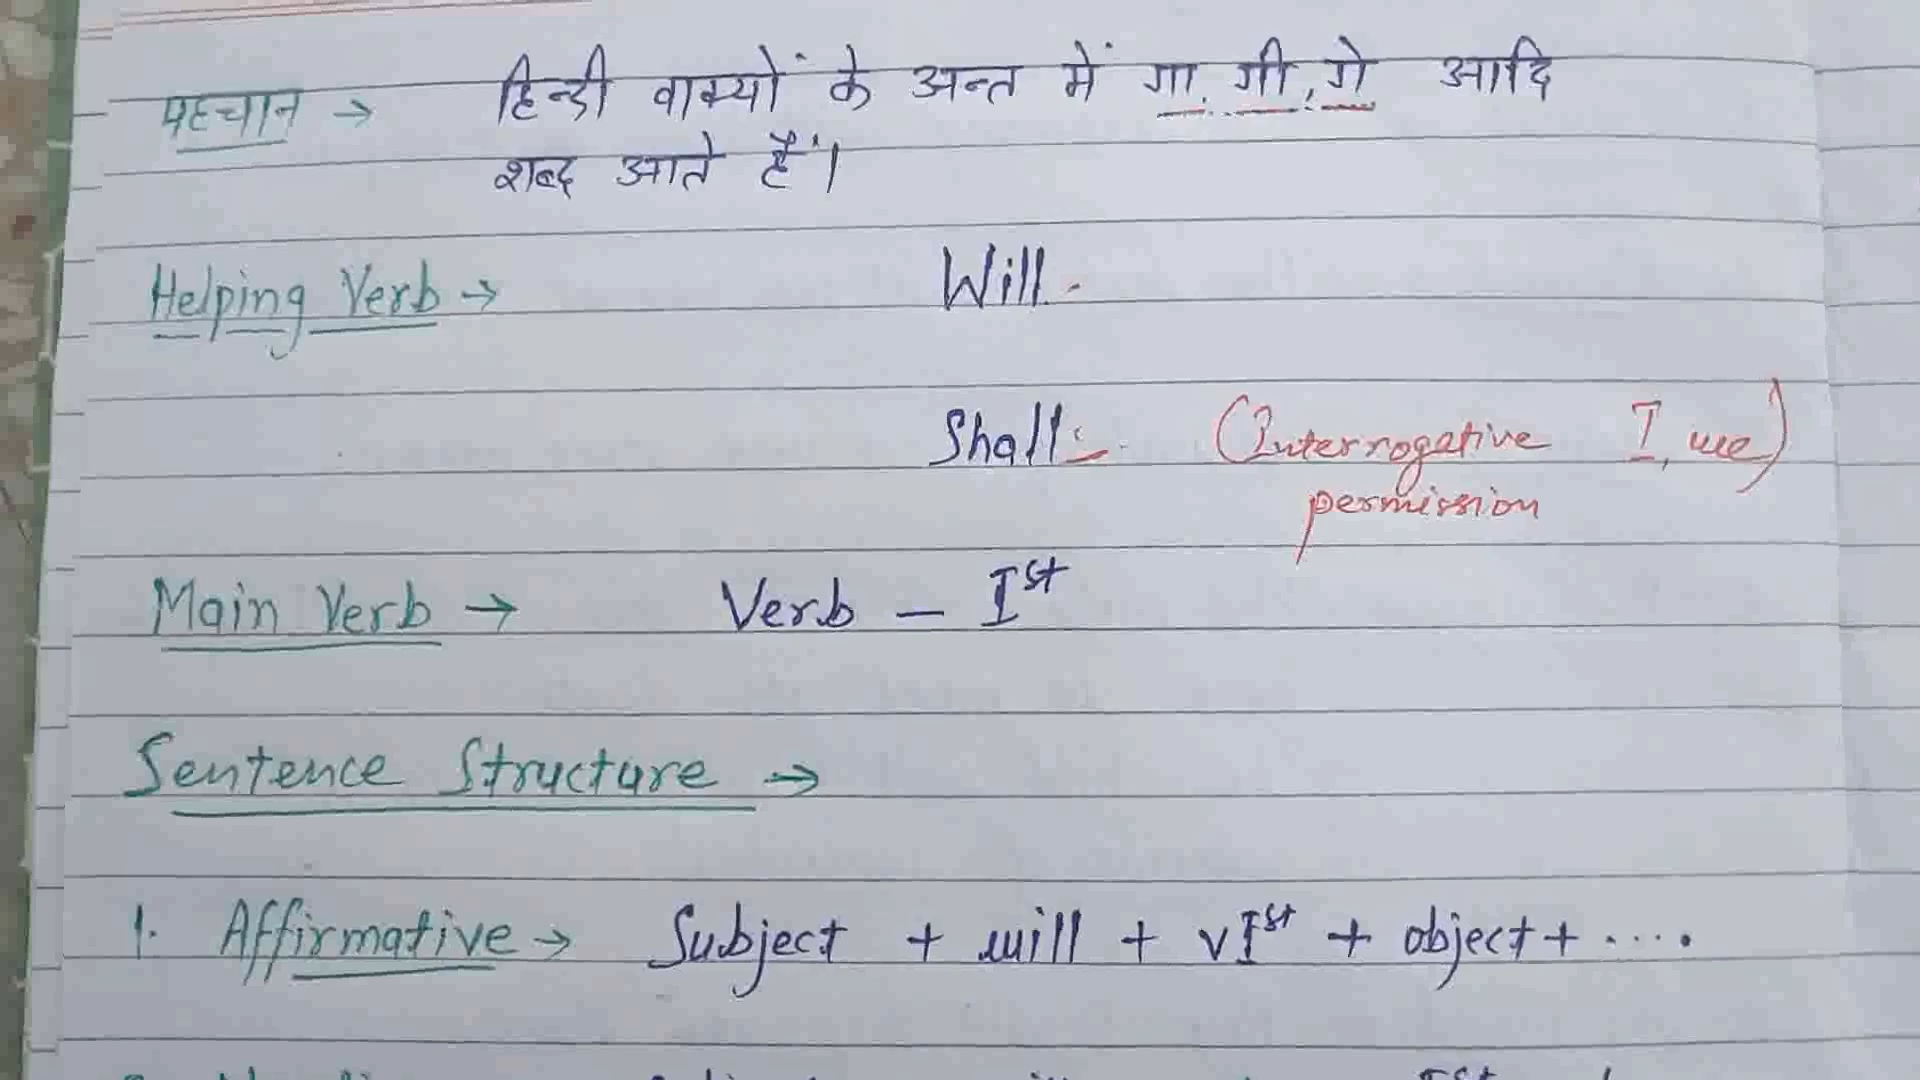 पहचान → हिन्दी वाक्यों के अन्त में गा, गी, गे आदि
शब्द आते हैं।
Helping Verb → Will.
Shall :- (Interrogative I, we)
permission
Main Verb → Verb - Ist
Sentence Structure →
1. Affirmative → Subject + will + vIst + object + ....